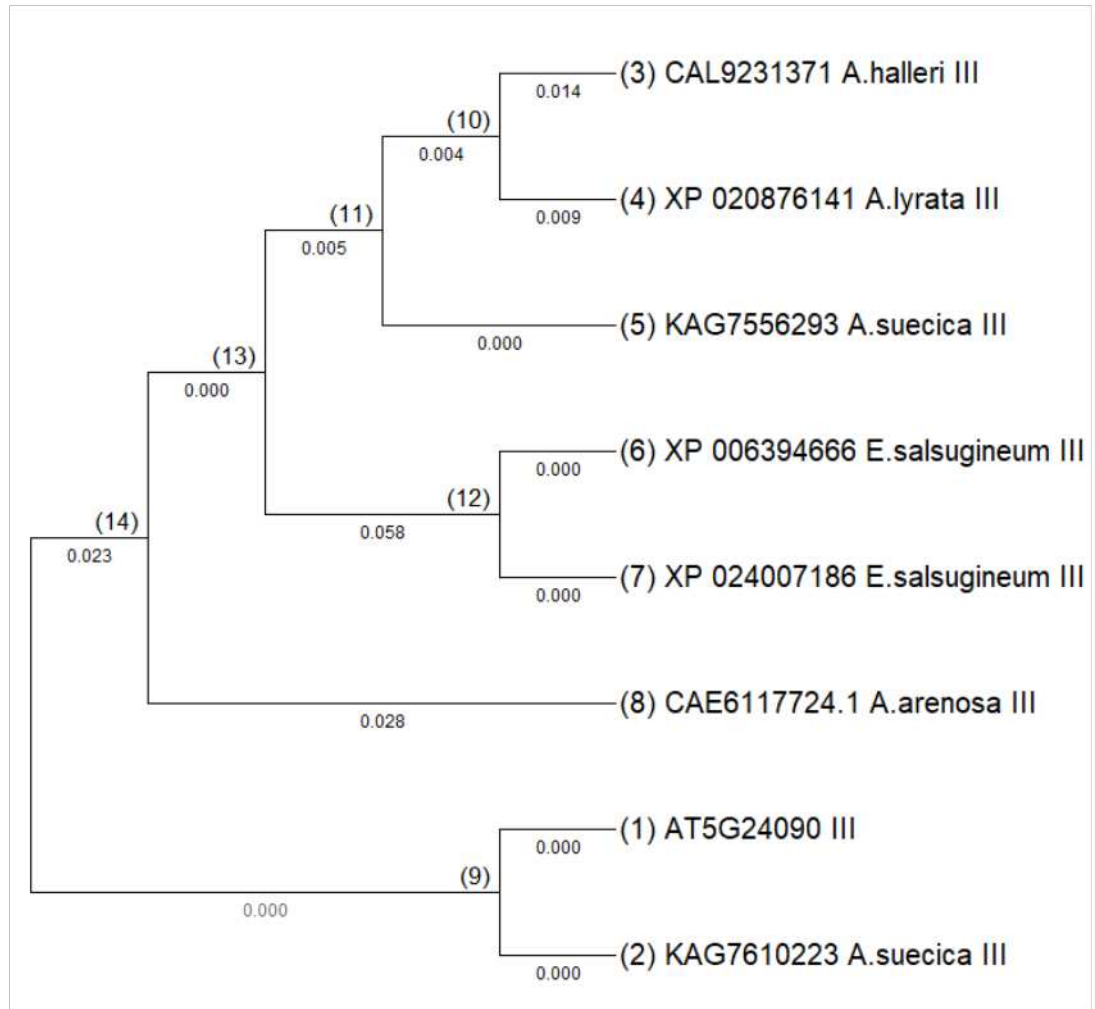 (3) CAL9231371 A.halleri III
0.014
(10)
0.004
(4) XP 020876141 A.lyrata III
0.009
(11)
0.005
(5) KAG7556293 A.suecica III
0.000
(13)
0.000
(6) XP 006394666 E.salsugineum III
0.000
(12)
0.058
(14)
0.023
(7) XP 024007186 E.salsugineum III
0.000
(8) CAE6117724.1 A.arenosa III
0.028
(1) AT5G24090 III
0.000
(9)
0.000
(2) KAG7610223 A.suecica III
0.000